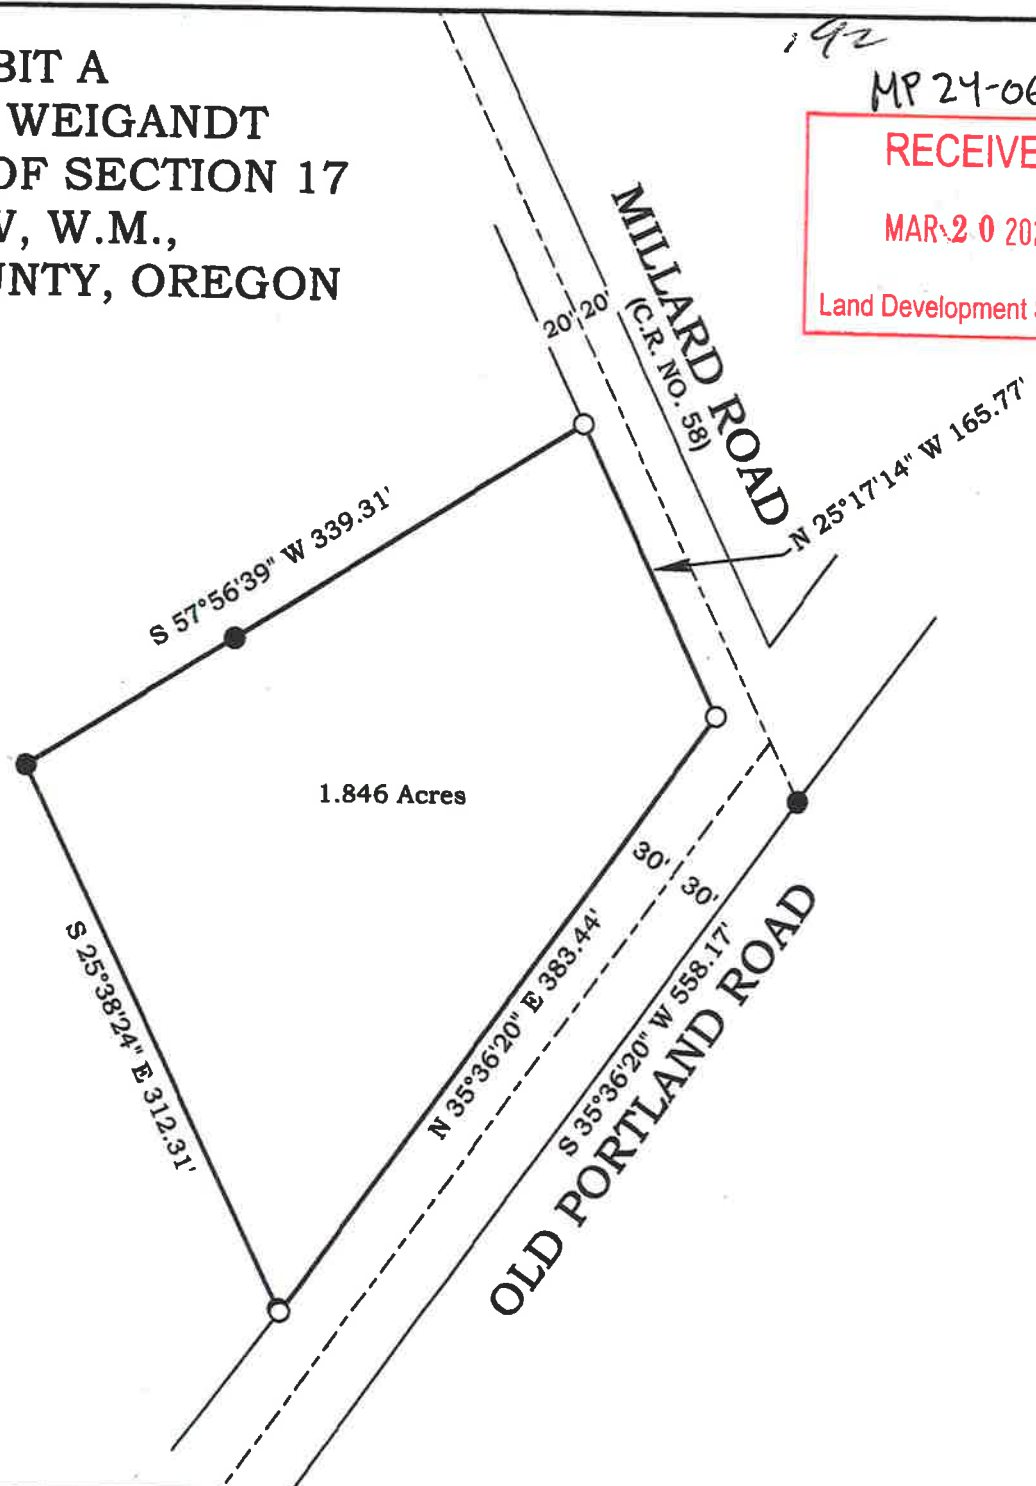 BIT A
WEIGANDT
OF SECTION 17
W.M.,
UNTY, OREGON
192
MP 24-06
RECEIVE
MAR 20 202
Land Development
MILLARD ROAD
(C.R. NO. 58)
20' 20'
N 25°17'14" W 165.77'
S 57°56'39" W 339.31'
1.846 Acres
30'
30'
S 25°38'24" E 312.31'
N 35°36'20" E 383.44'
S 35°36'20" W 558.17'
OLD PORTLAND ROAD